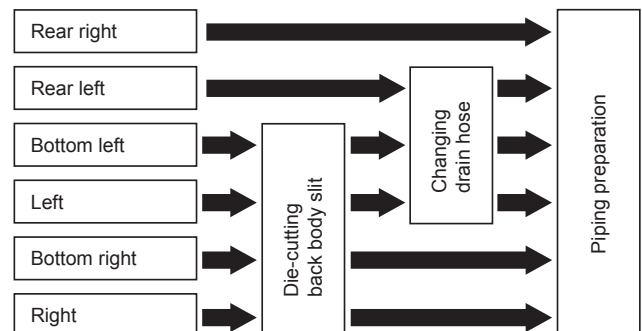 Rear right
Rear left
Bottom left
Left
Bottom right
Right
Die-cutting
back body slit
Changing
drain hose
Piping preparation